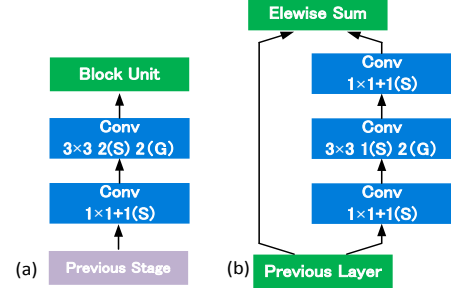 Block Unit
Conv
3×3 2(S) 2(G)
Conv
1×1+1(S)
Previous Stage
(a)
Elewise Sum
Conv
1×1+1(S)
Conv
3×3 1(S) 2(G)
Conv
1×1+1(S)
Previous Layer
(b)